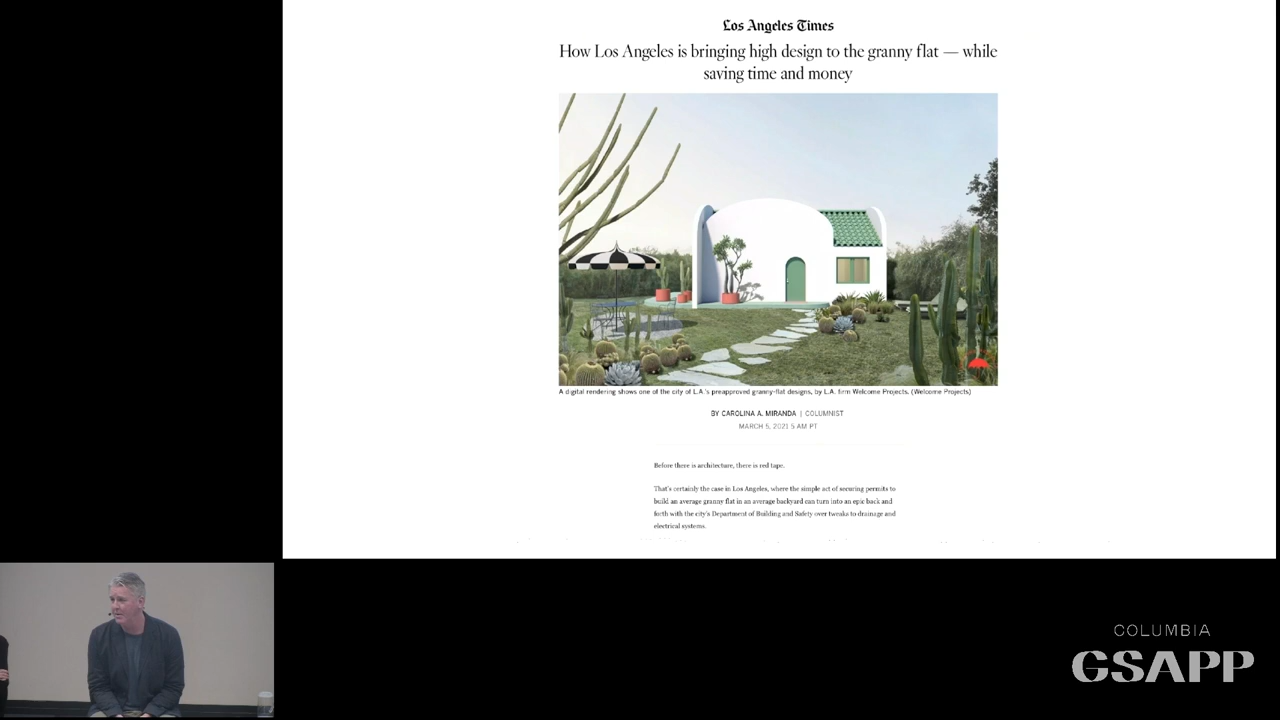 Los Angeles Times
How Los Angeles is bringing high design to the granny flat — while
saving time and money
A digital rendering shows one of the city of L.A.'s preapproved granny-flat designs, by L.A. firm Welcome Projects. (Welcome Projects)
BY CAROLINA A. MIRANDA | COLUMNIST
MARCH 5, 2021 5 AM PT
Before there is architecture, there is red tape.
That's certainly the case in Los Angeles, where the simple act of securing permits to
build an average granny flat in an average backyard can turn into an epic back and
forth with the city's Department of Building and Safety over tweaks to drainage and
electrical systems.
COLUMBIA
GSAPP